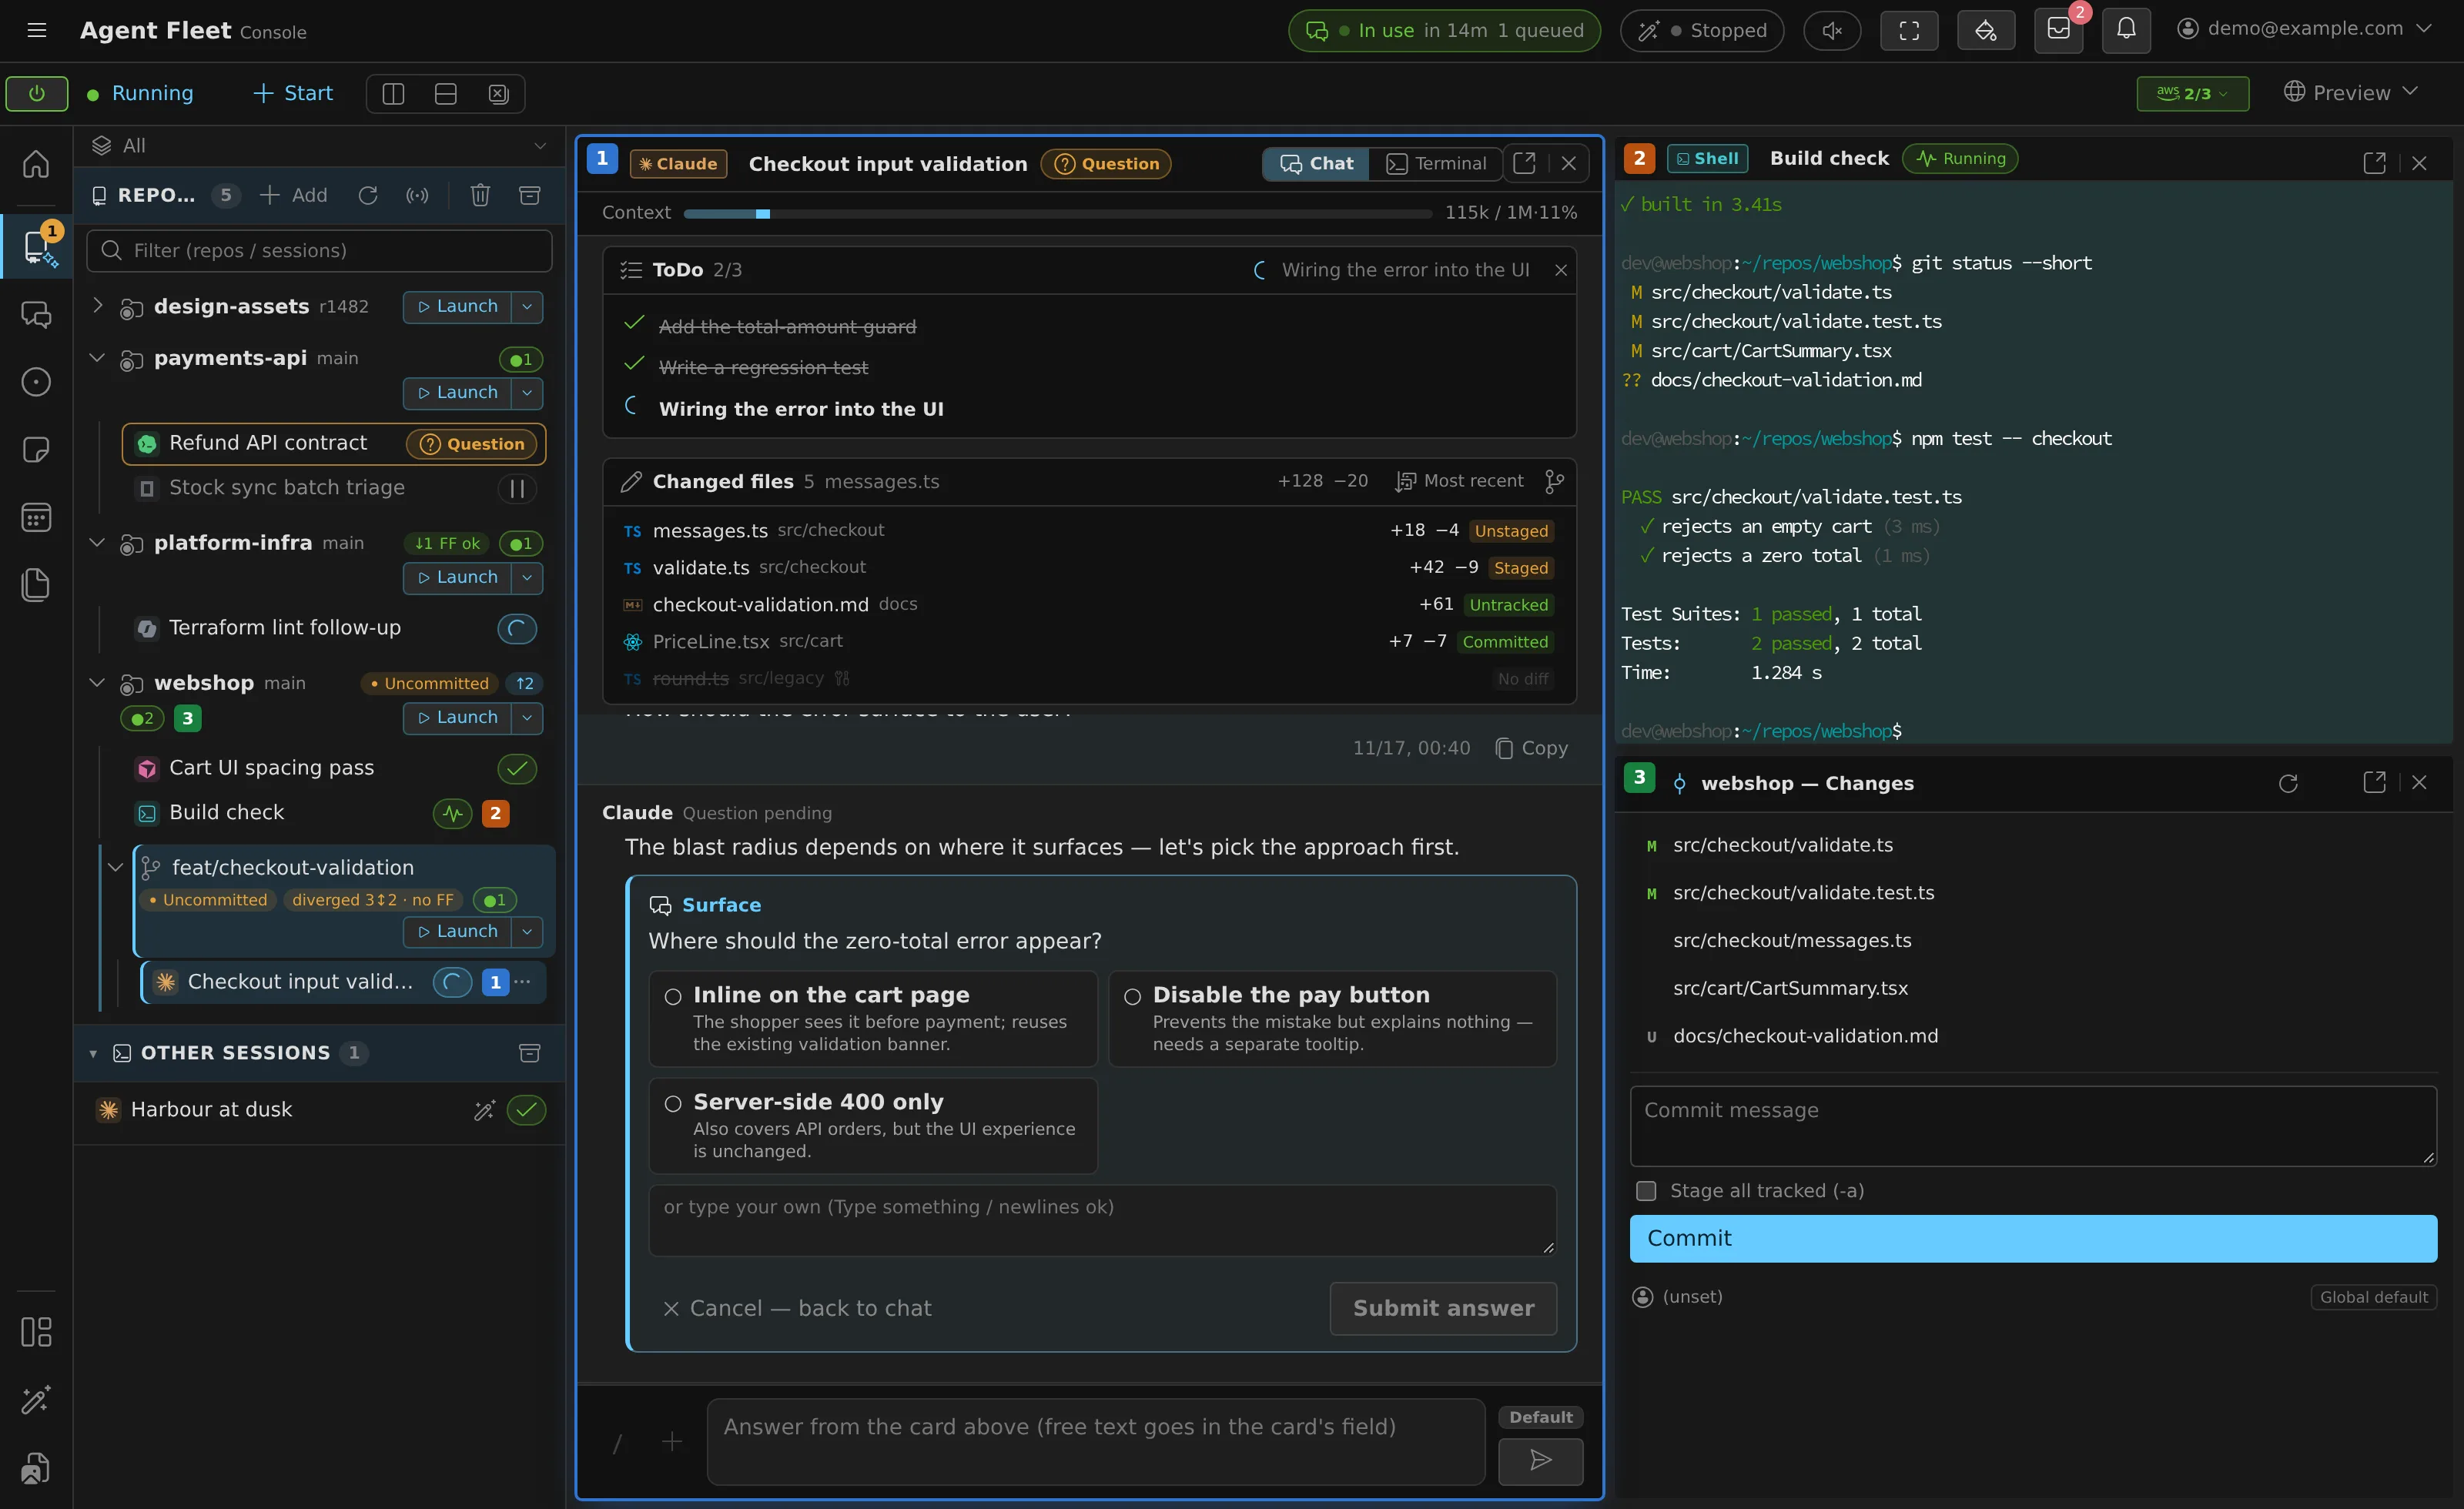 Agent Fleet Console
In use in 14m 1 queued
Stopped
2
demo@example.com
Running
Start
aws 2/3
Preview
All
REPO... 5 Add
1
Filter (repos / sessions)
design-assets r1482
Launch
payments-api main 1
Launch
Refund API contract Question
Stock sync batch triage
platform-infra main ↓1 FF ok 1
Launch
Terraform lint follow-up
webshop main • Uncommitted ↑2
2 3 Launch
Cart UI spacing pass
Build check 2
feat/checkout-validation
• Uncommitted diverged 3↕2 · no FF 1
Launch
Checkout input valid... 1 ···
OTHER SESSIONS 1
Harbour at dusk
1 Claude Checkout input validation Question
Chat Terminal
Context 115k / 1M·11%
ToDo 2/3 Wiring the error into the UI
Add the total-amount guard
Write a regression test
Wiring the error into the UI
Changed files 5 messages.ts +128 −20 Most recent
TS messages.ts src/checkout +18 −4 Unstaged
TS validate.ts src/checkout +42 −9 Staged
M↓ checkout-validation.md docs +61 Untracked
PriceLine.tsx src/cart +7 −7 Committed
TS round.ts src/legacy No diff
How should the error surface to the user?
11/17, 00:40 Copy
Claude Question pending
The blast radius depends on where it surfaces — let's pick the approach first.
Surface
Where should the zero-total error appear?
Inline on the cart page
The shopper sees it before payment; reuses
the existing validation banner.
Disable the pay button
Prevents the mistake but explains nothing —
needs a separate tooltip.
Server-side 400 only
Also covers API orders, but the UI experience
is unchanged.
or type your own (Type something / newlines ok)
Cancel — back to chat
Submit answer
/ + Answer from the card above (free text goes in the card's field)
Default
2 Shell Build check Running
✓ built in 3.41s
dev@webshop:~/repos/webshop$ git status --short
M src/checkout/validate.ts
M src/checkout/validate.test.ts
M src/cart/CartSummary.tsx
?? docs/checkout-validation.md
dev@webshop:~/repos/webshop$ npm test -- checkout
PASS src/checkout/validate.test.ts
✓ rejects an empty cart (3 ms)
✓ rejects a zero total (1 ms)
Test Suites: 1 passed, 1 total
Tests: 2 passed, 2 total
Time: 1.284 s
dev@webshop:~/repos/webshop$
3 webshop — Changes
M src/checkout/validate.ts
M src/checkout/validate.test.ts
src/checkout/messages.ts
src/cart/CartSummary.tsx
U docs/checkout-validation.md
Commit message
Stage all tracked (-a)
Commit
(unset) Global default